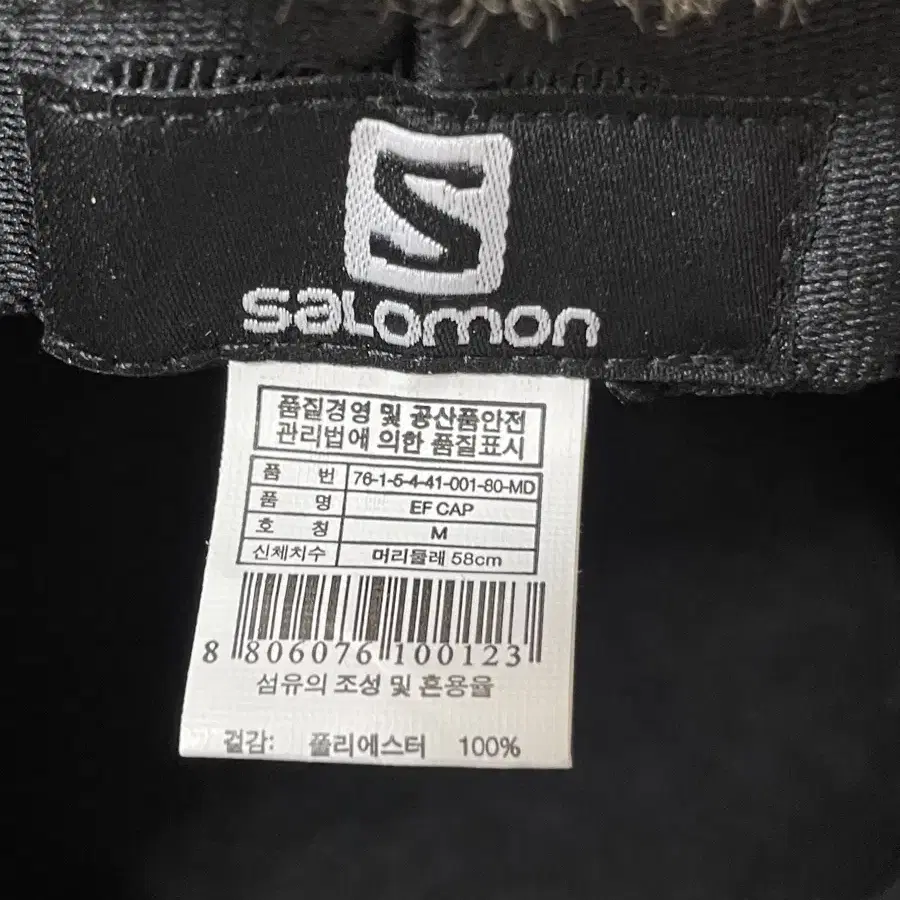 S
salomon
품질경영 및 공산품안전
관리법에 의한 품질표시
품 번 76-1-5-4-41-001-80-MD
품 명 EF CAP
호 칭 M
신체치수 머리둘레 58cm
8 806076 100123
섬유의 조성 및 혼용율
겉감: 폴리에스터 100%